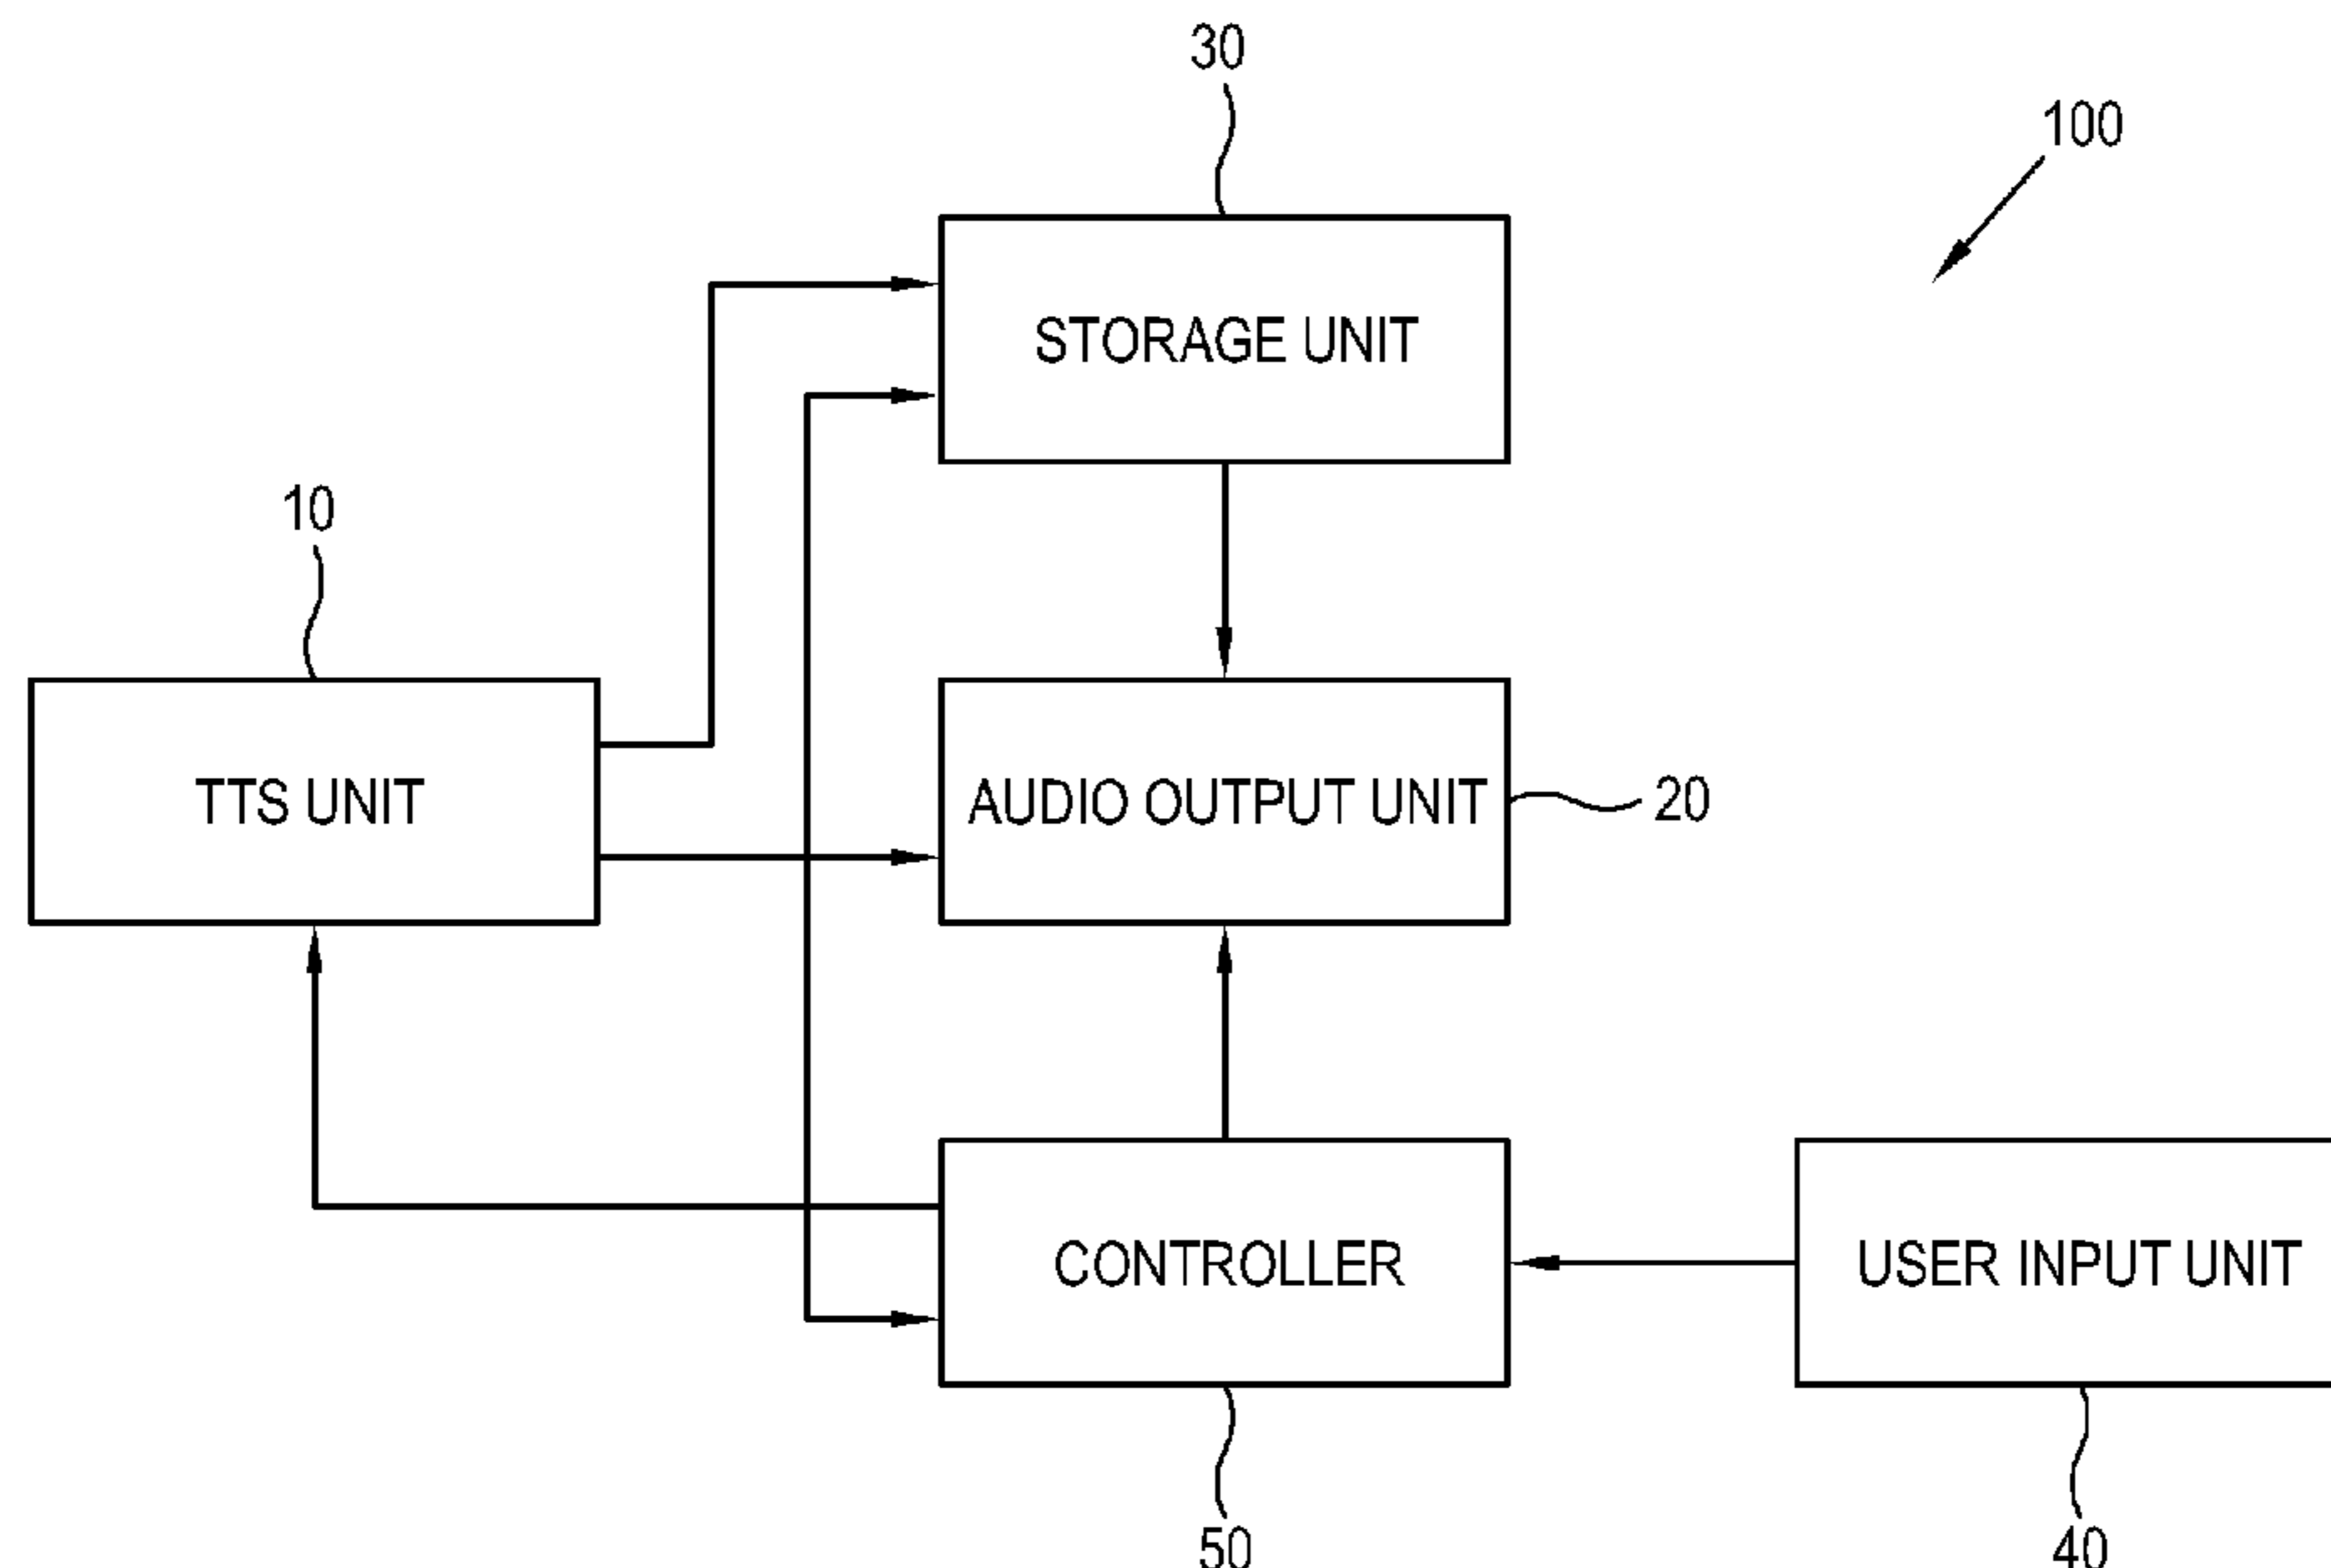 30
100
STORAGE UNIT
10
TTS UNIT
AUDIO OUTPUT UNIT
20
CONTROLLER
USER INPUT UNIT
50
40